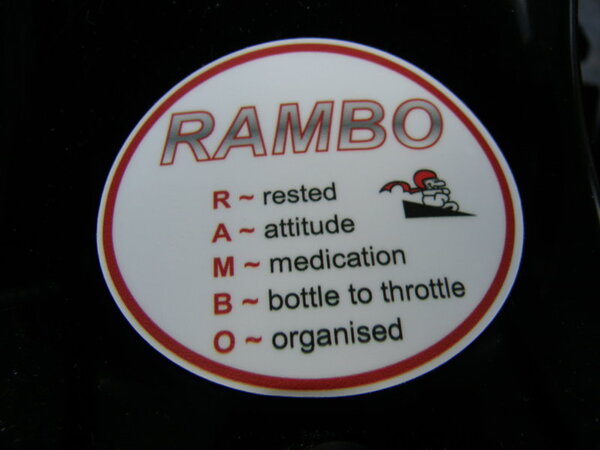 RAMBO
R ~ rested
A ~ attitude
M ~ medication
B ~ bottle to throttle
O ~ organised